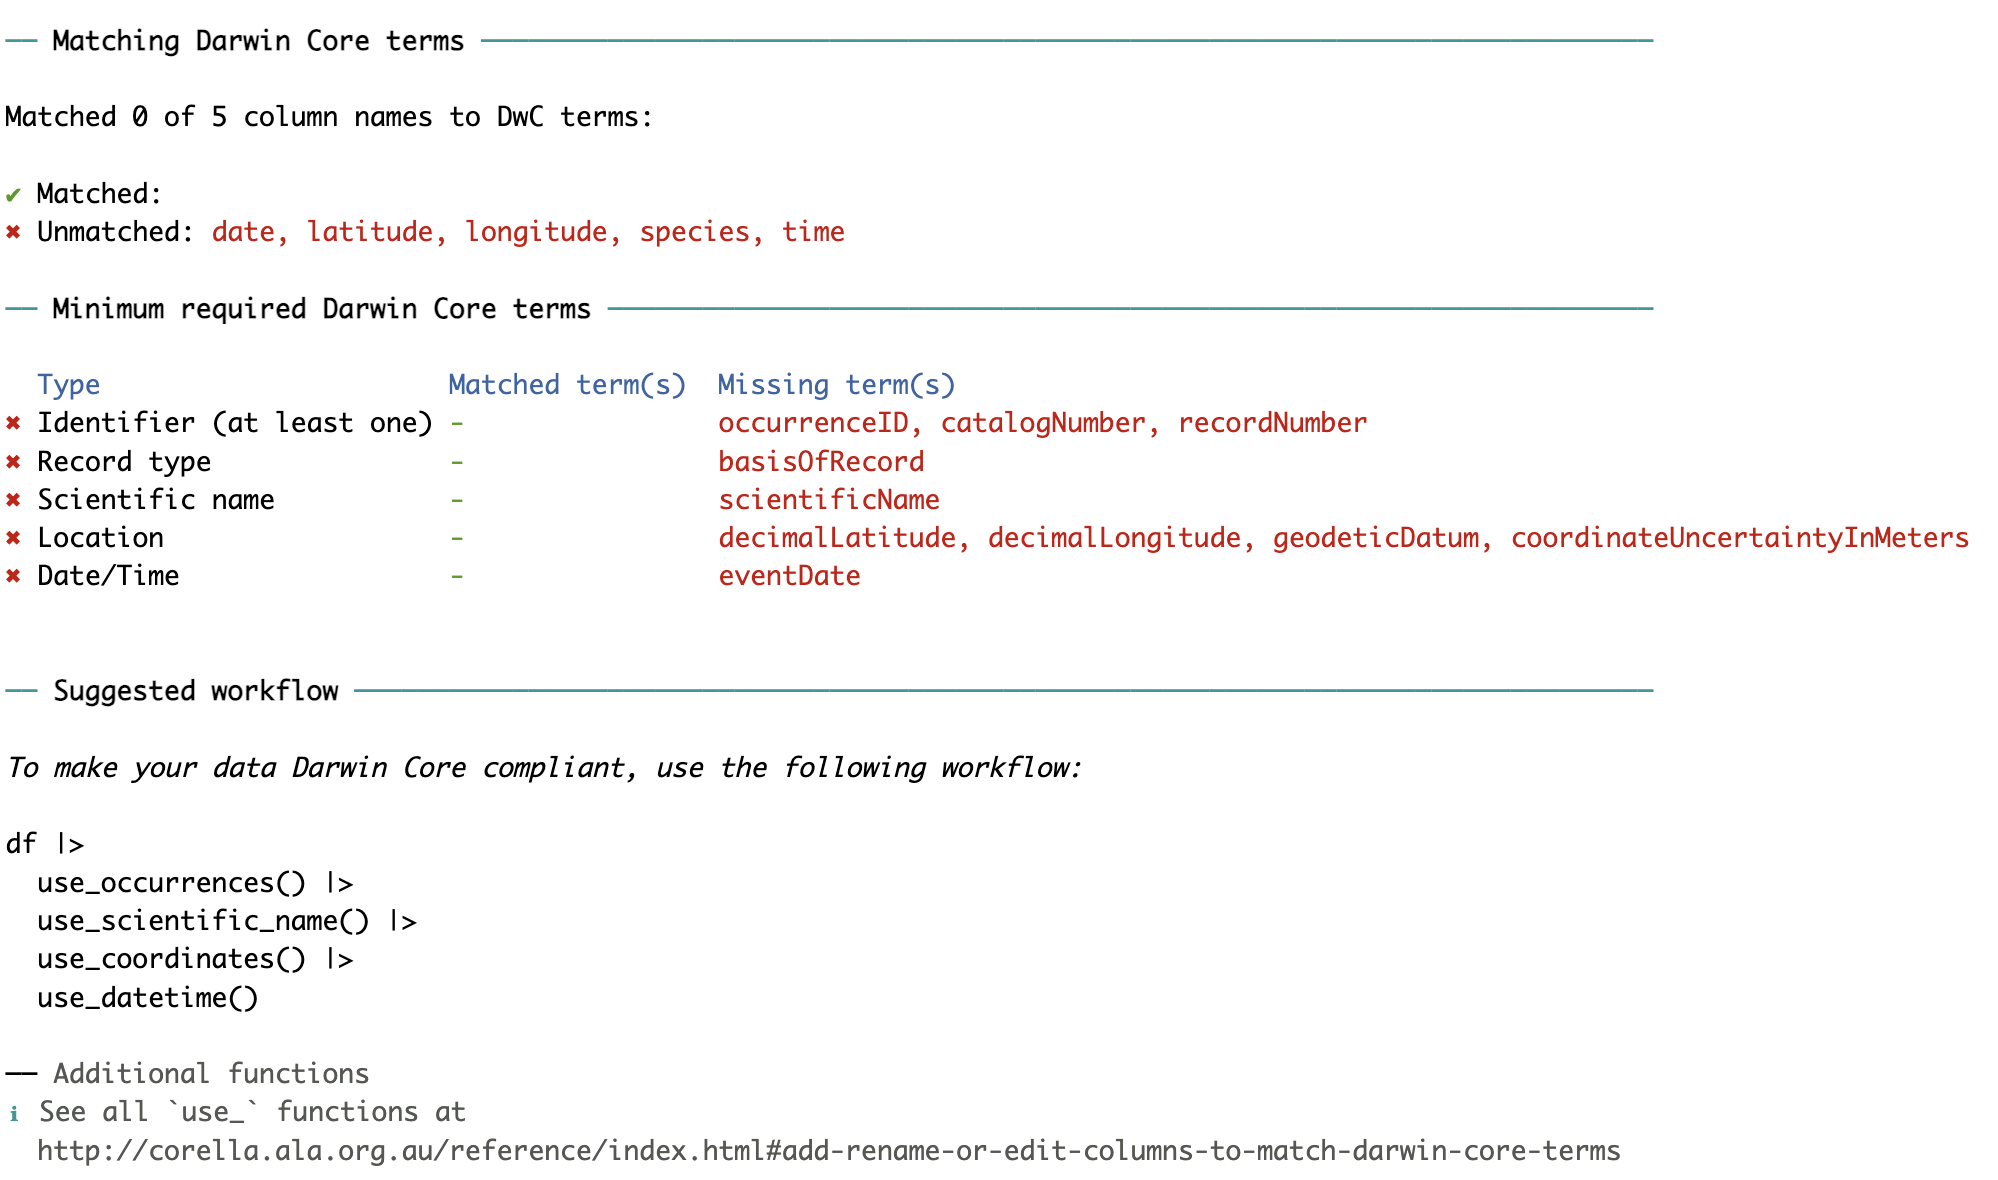 ── Matching Darwin Core terms ──────────────────────────────
Matched 0 of 5 column names to DwC terms:
✔ Matched:
✖ Unmatched: date, latitude, longitude, species, time
── Minimum required Darwin Core terms ──────────────────────────────
Type Matched term(s) Missing term(s)
✖ Identifier (at least one) - occurrenceID, catalogNumber, recordNumber
✖ Record type - basisOfRecord
✖ Scientific name - scientificName
✖ Location - decimalLatitude, decimalLongitude, geodeticDatum, coordinateUncertaintyInMeters
✖ Date/Time - eventDate
── Suggested workflow ──────────────────────────────
To make your data Darwin Core compliant, use the following workflow:
df |>
  use_occurrences() |>
  use_scientific_name() |>
  use_coordinates() |>
  use_datetime()
── Additional functions
ℹ See all `use_` functions at
  http://corella.ala.org.au/reference/index.html#add-rename-or-edit-columns-to-match-darwin-core-terms